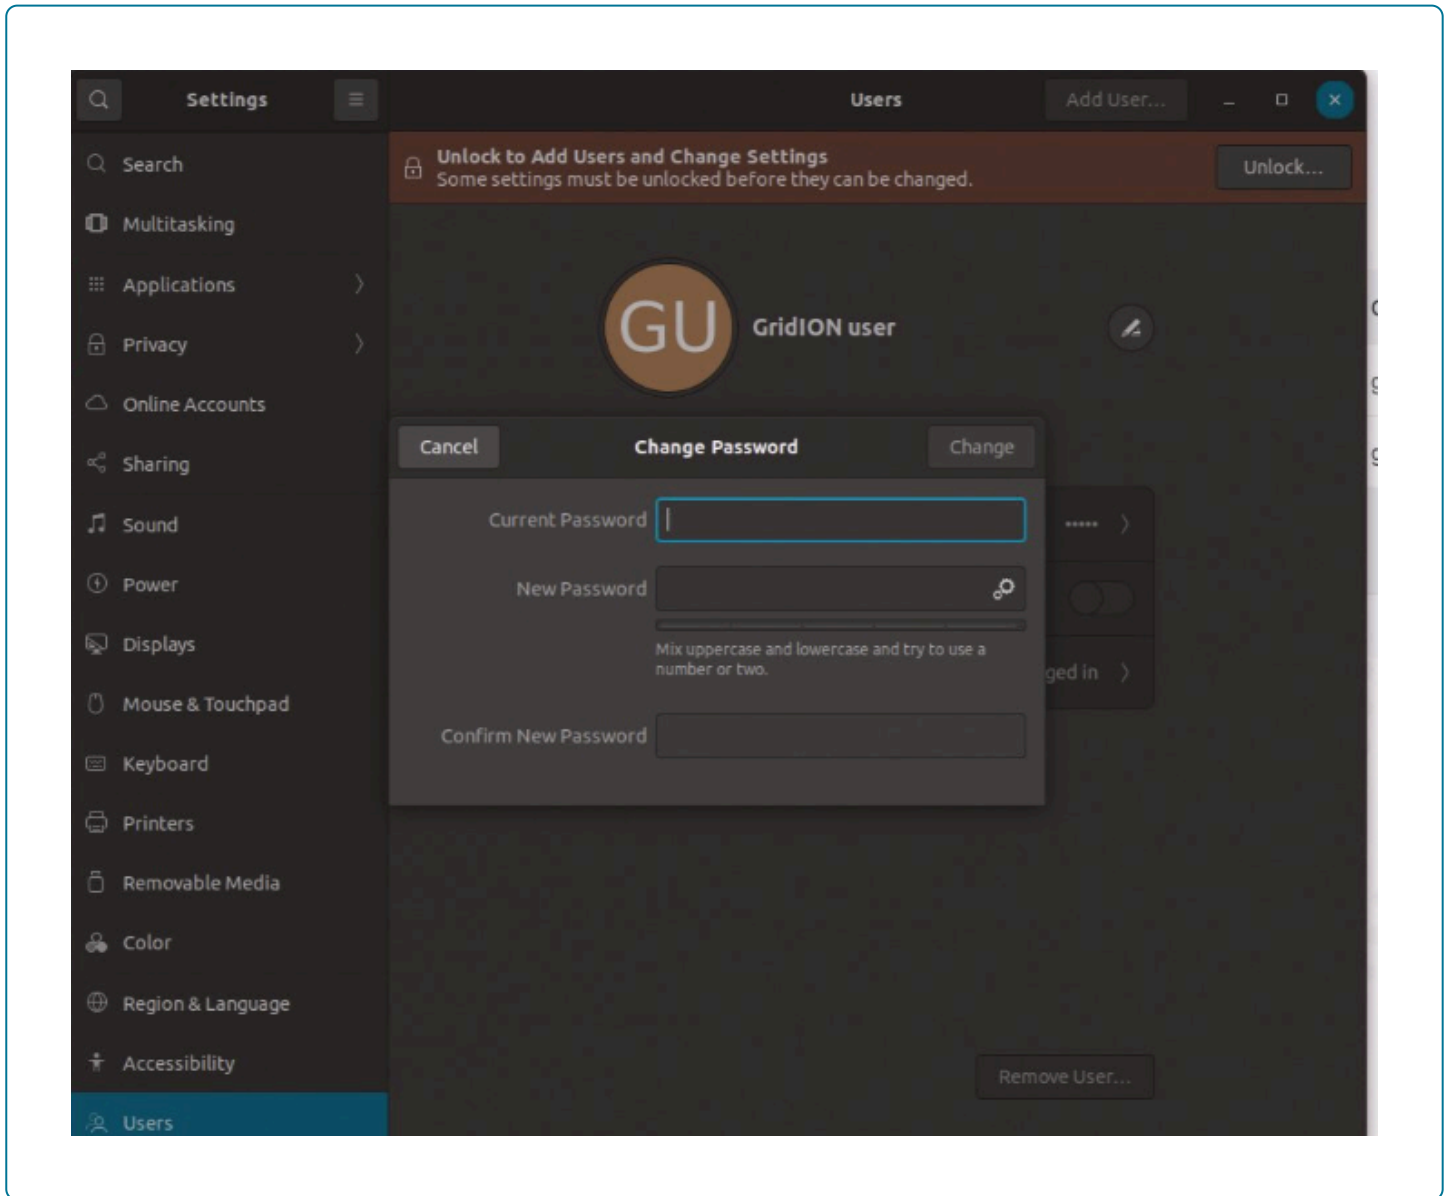 Settings
Users
Add User...
Search
Multitasking
Applications
Privacy
Online Accounts
Sharing
Sound
Power
Displays
Mouse & Touchpad
Keyboard
Printers
Removable Media
Color
Region & Language
Accessibility
Users
Unlock to Add Users and Change Settings
Some settings must be unlocked before they can be changed.
Unlock...
GU
GridION user
Cancel
Change Password
Change
Current Password
New Password
Mix uppercase and lowercase and try to use a
number or two.
Confirm New Password
ged in
Remove User...